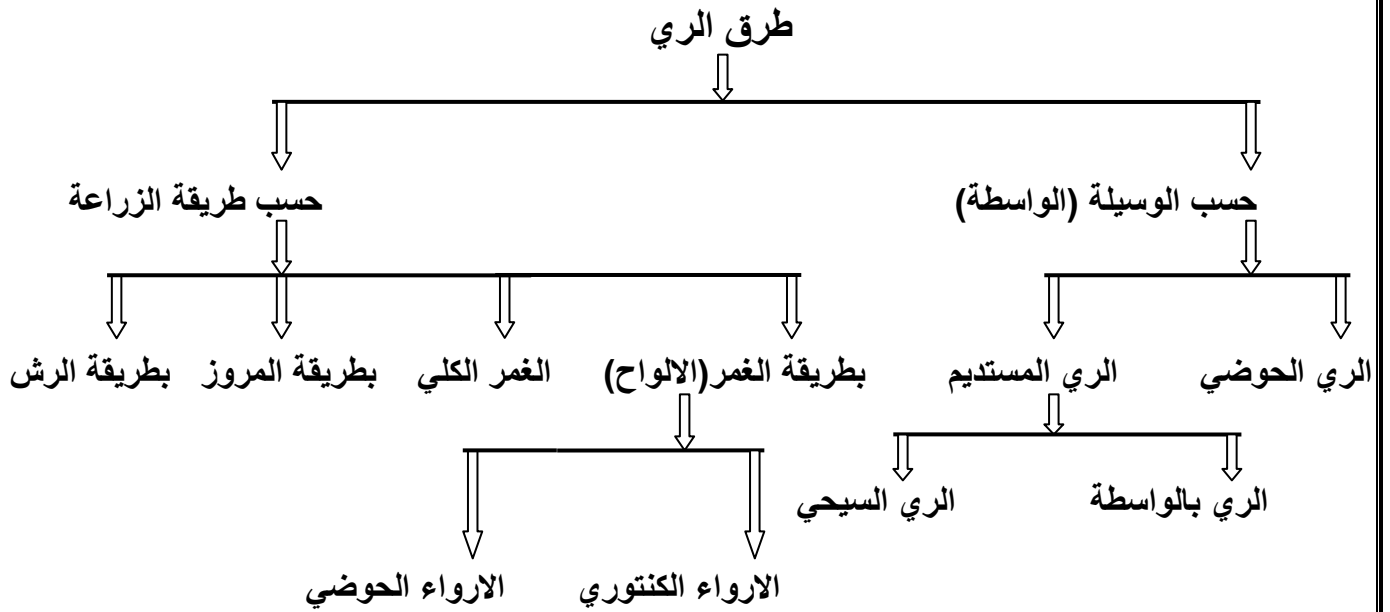 طرق الري
حسب الوسيلة (الواسطة)
حسب طريقة الزراعة
الري الحوضي
الري المستديم
بطريقة الغمر(الالواح)
الغمر الكلي
بطريقة المروز
بطريقة الرش
الري بالواسطة
الري السيحي
الارواء الكنتوري
الارواء الحوضي